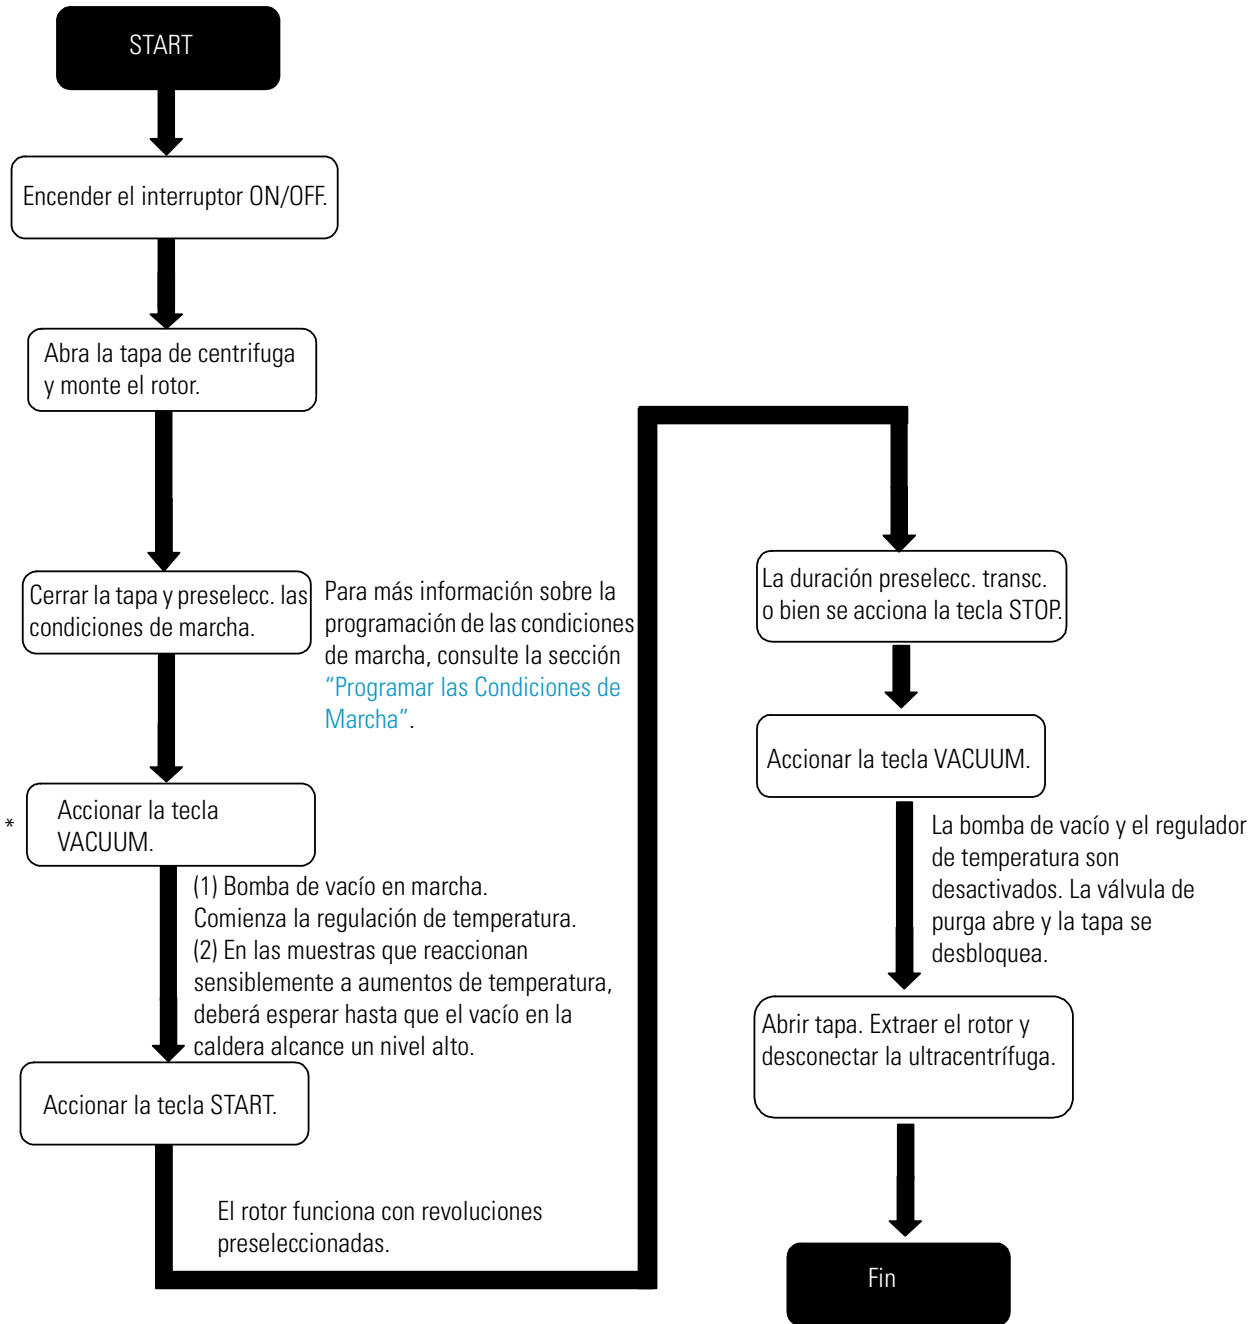 START
Encender el interruptor ON/OFF.
Abra la tapa de centrifuga
y monte el rotor.
Cerrar la tapa y preselecc. las
condiciones de marcha.
Para más información sobre la
programación de las condiciones
de marcha, consulte la sección
“Programar las Condiciones de
Marcha”.
*
Accionar la tecla
VACUUM.
(1) Bomba de vacío en marcha.
Comienza la regulación de temperatura.
(2) En las muestras que reaccionan
sensiblemente a aumentos de temperatura,
deberá esperar hasta que el vacío en la
caldera alcance un nivel alto.
Accionar la tecla START.
El rotor funciona con revoluciones
preseleccionadas.
La duración preselecc. transc.
o bien se acciona la tecla STOP.
Accionar la tecla VACUUM.
La bomba de vacío y el regulador
de temperatura son
desactivados. La válvula de
purga abre y la tapa se
desbloquea.
Abrir tapa. Extraer el rotor y
desconectar la ultracentrífuga.
Fin